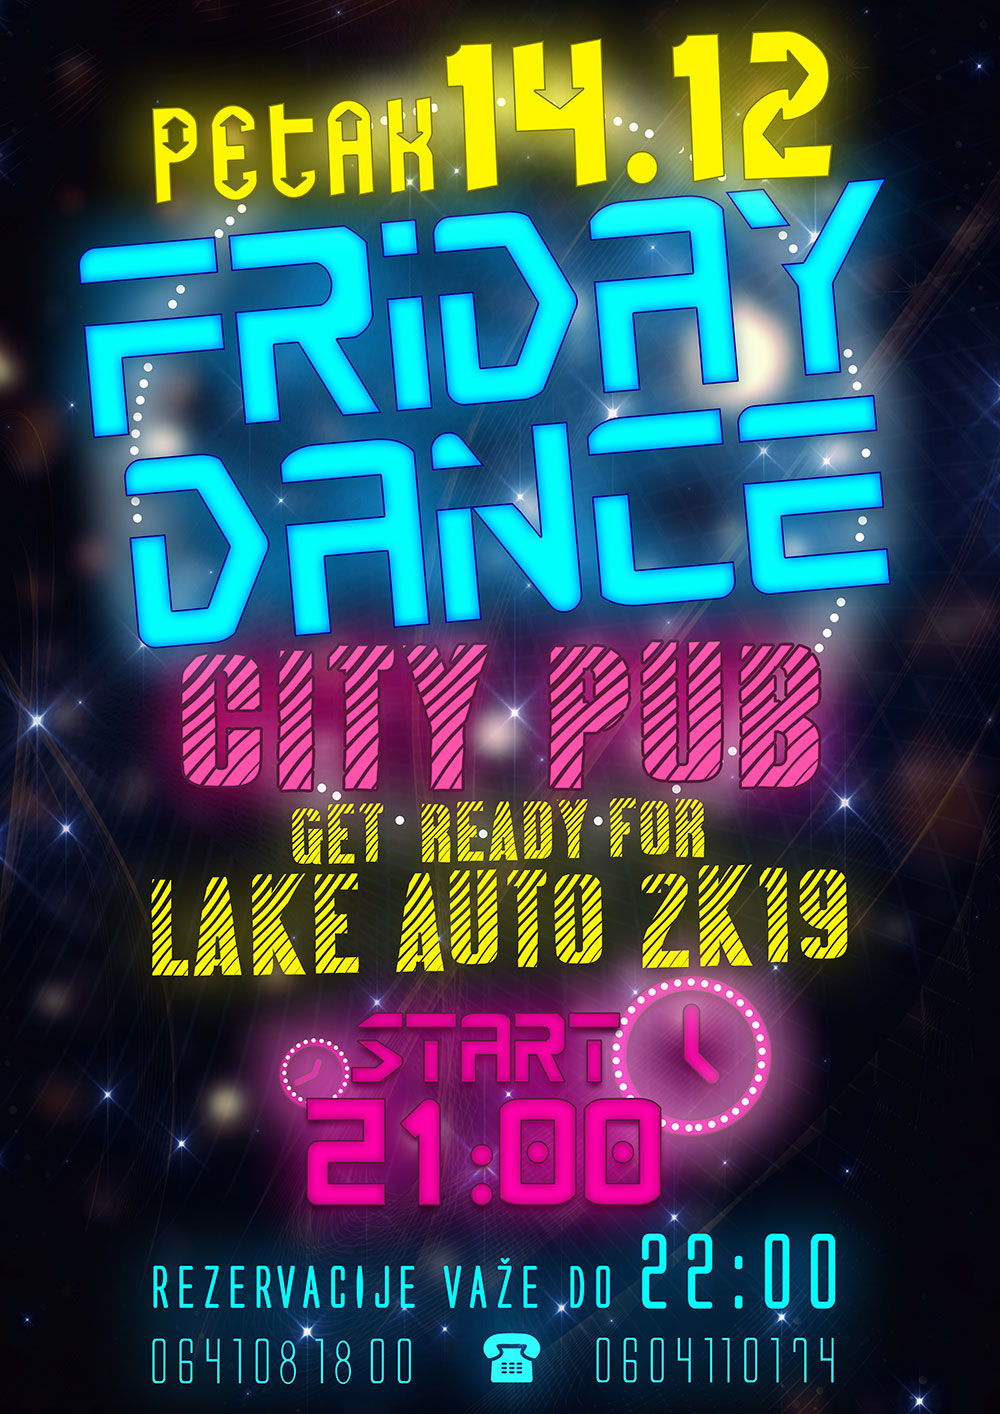 PETAK 14.12
FRIDAY
DANCE
CITY PUB
GET READY FOR
LAKE AUTO 2K19
START
21:00
REZERVACIJE VAŽE DO 22:00
0641081800 0604110174